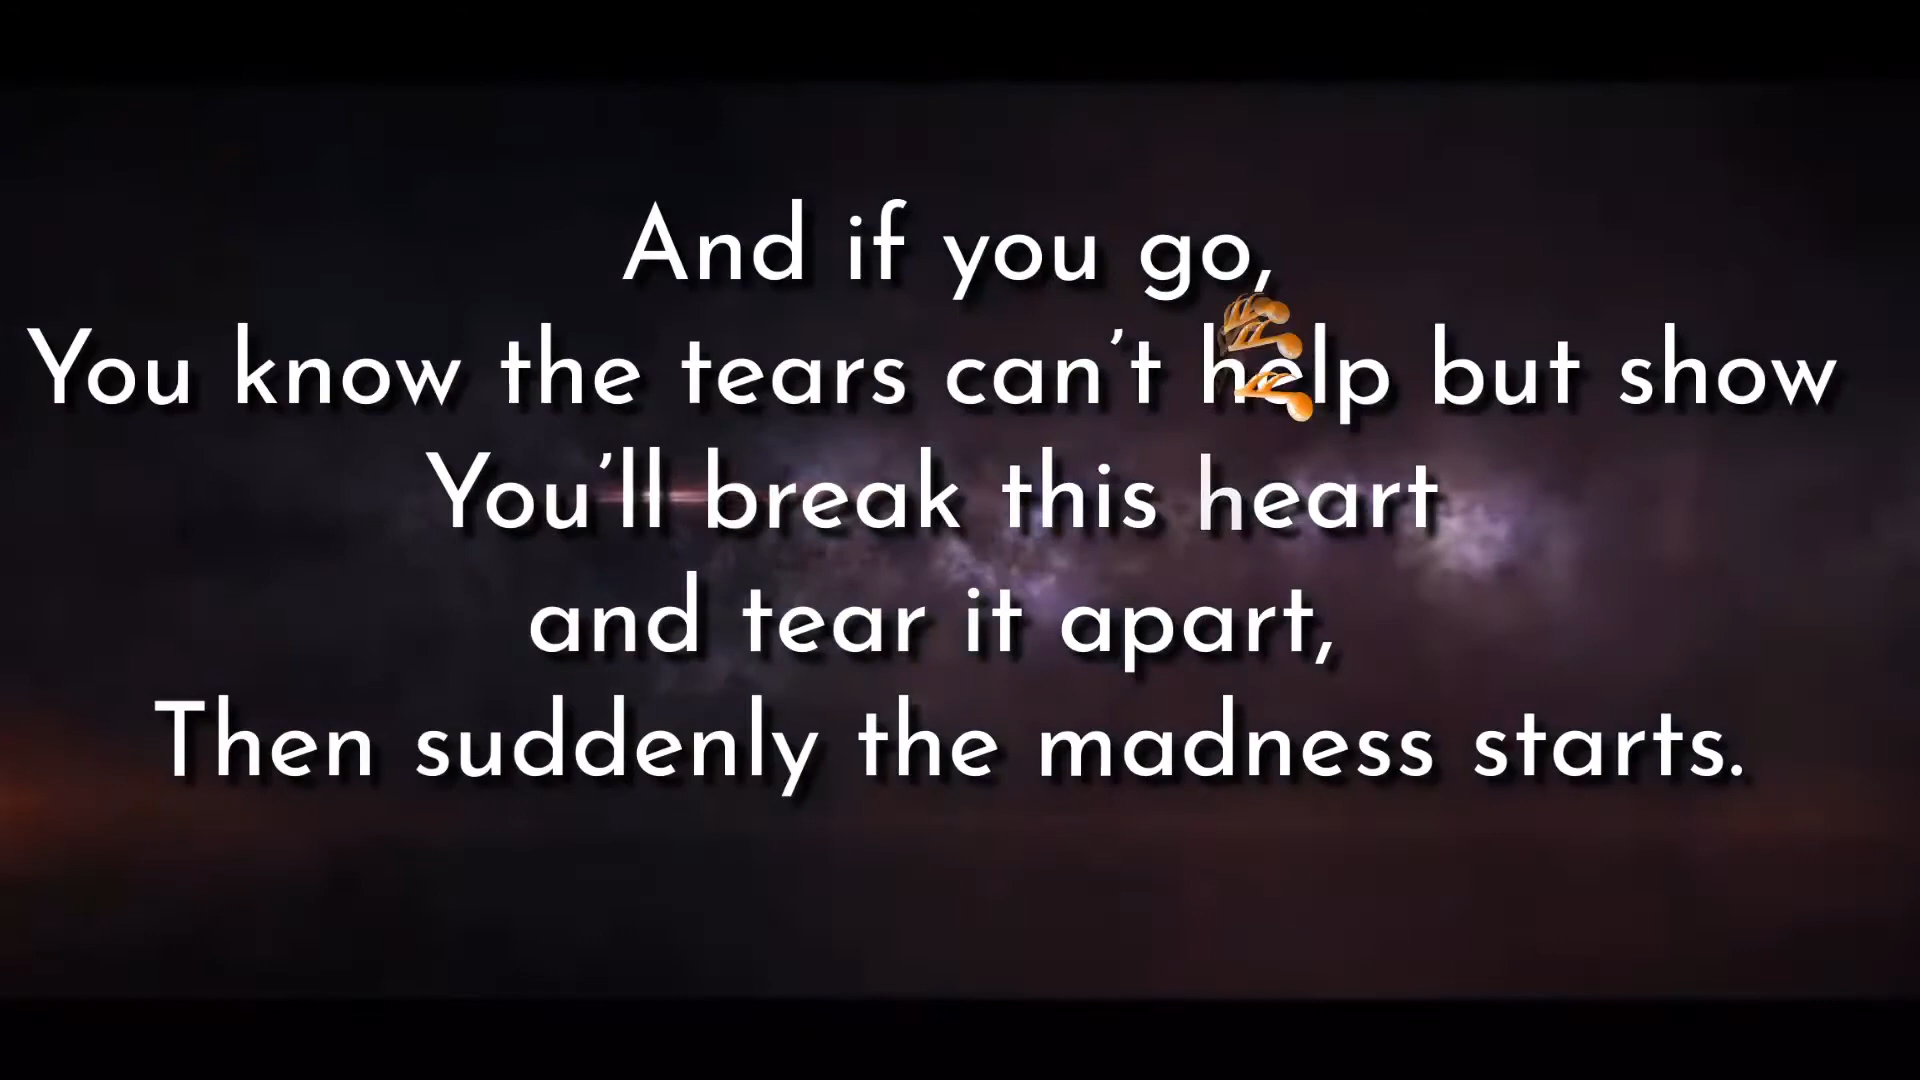 And if you go,
You know the tears can’t help but show
You’ll break this heart
and tear it apart,
Then suddenly the madness starts.